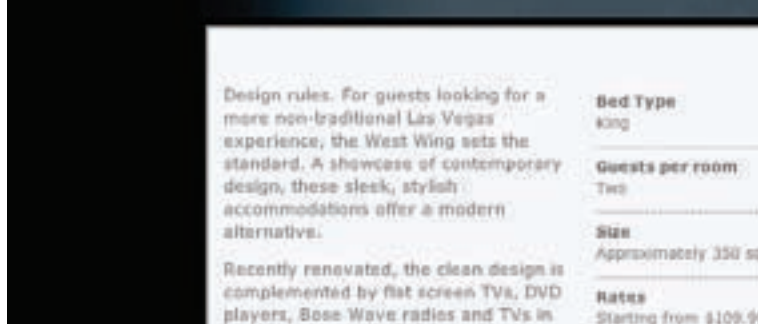 Design rules. For guests looking for a
more non-traditional Las Vegas
experience, the West Wing sets the
standard. A showcase of contemporary
design, these sleek, stylish
accommodations offer a modern
alternative.
Recently renovated, the clean design is
complemented by flat screen TVs, DVD
players, Bose Wave radios and TVs in
Bed Type
King
Guests per room
Two
Size
Approximately 350
Rates
Starting from